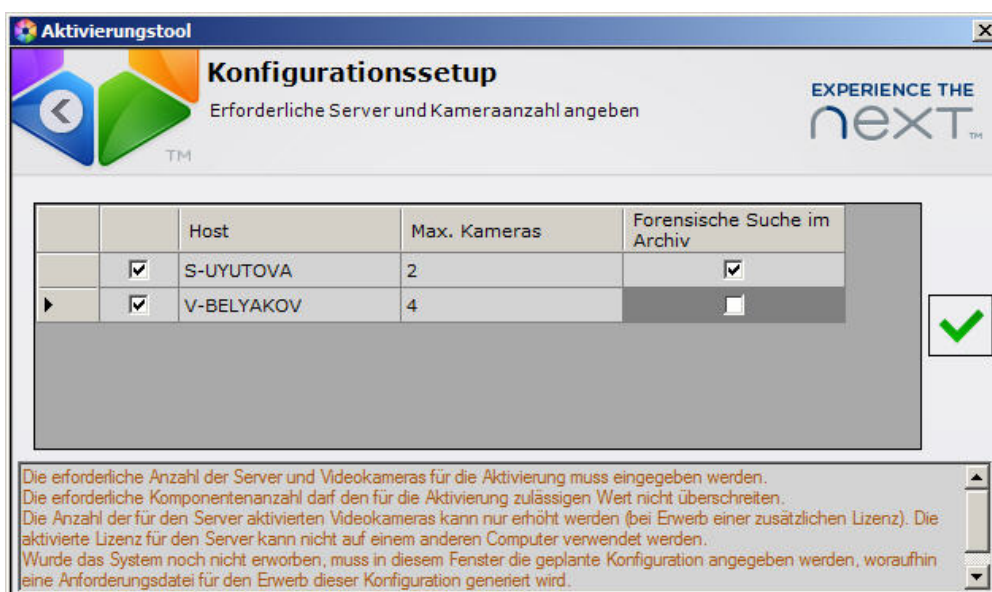 Aktivierungstool
Konfigurationssetup
Erforderliche Server und Kameraanzahl angeben
TM
EXPERIENCE THE
next™
Host
Max. Kameras
Forensische Suche im
Archiv
S-UYUTOVA
2
V-BELYAKOV
4
Die erforderliche Anzahl der Server und Videokameras für die Aktivierung muss eingegeben werden.
Die erforderliche Komponentenanzahl darf den für die Aktivierung zulässigen Wert nicht überschreiten.
Die Anzahl der für den Server aktivierten Videokameras kann nur erhöht werden (bei Erwerb einer zusätzlichen Lizenz). Die
aktivierte Lizenz für den Server kann nicht auf einem anderen Computer verwendet werden.
Wurde das System noch nicht erworben, muss in diesem Fenster die geplante Konfiguration angegeben werden, woraufhin
eine Anforderungsdatei für den Erwerb dieser Konfiguration generiert wird.